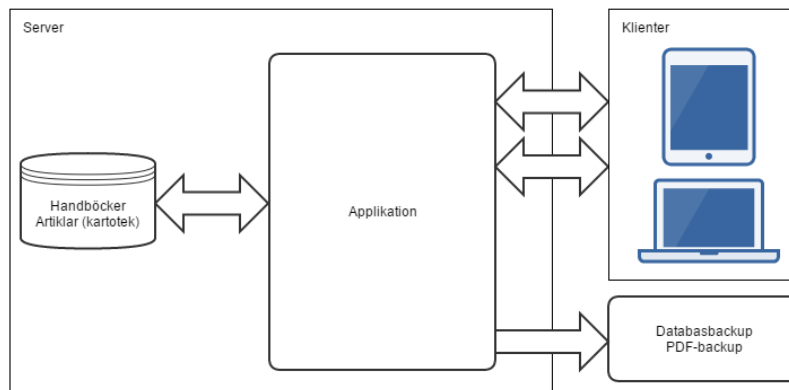 Server
Klienter
Handböcker
Artiklar (kartotek)
Applikation
Databasbackup
PDF-backup